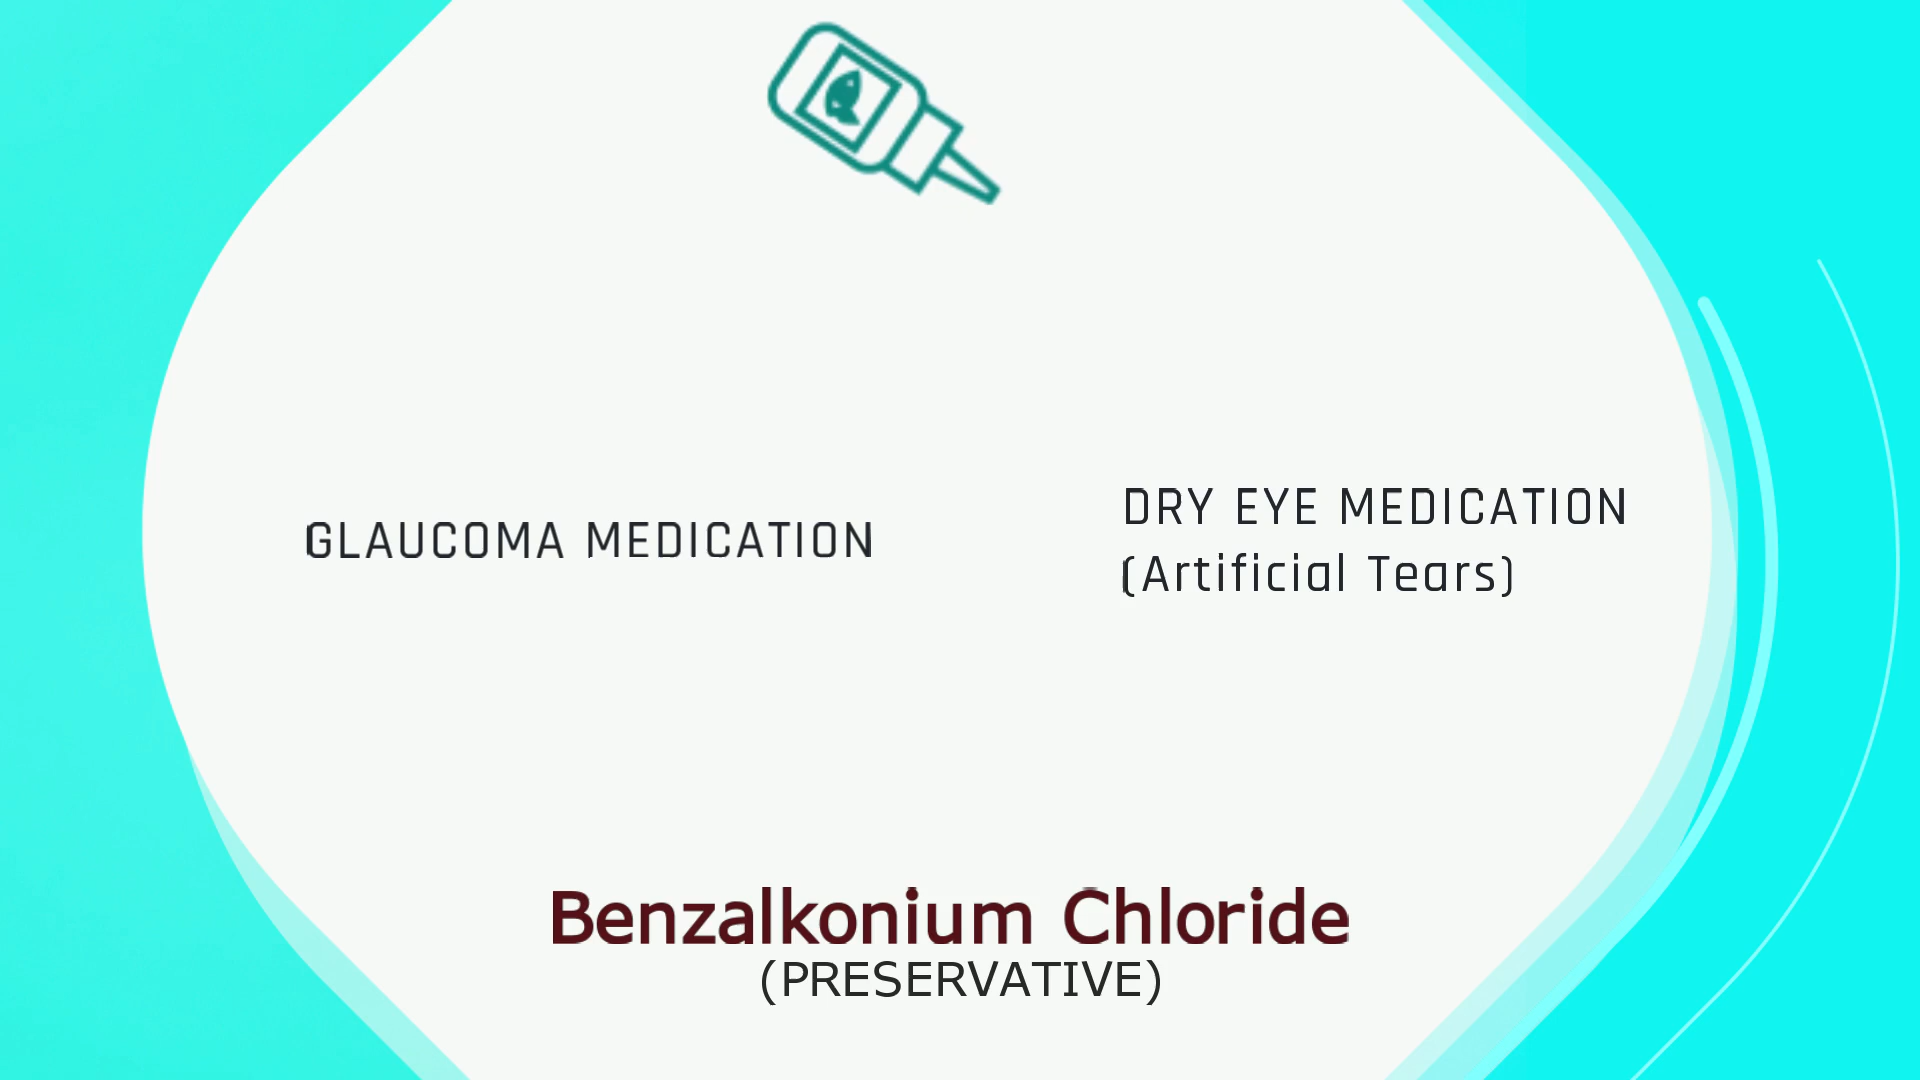 GLAUCOMA MEDICATION
DRY EYE MEDICATION
(Artificial Tears)
Benzalkonium Chloride
(PRESERVATIVE)